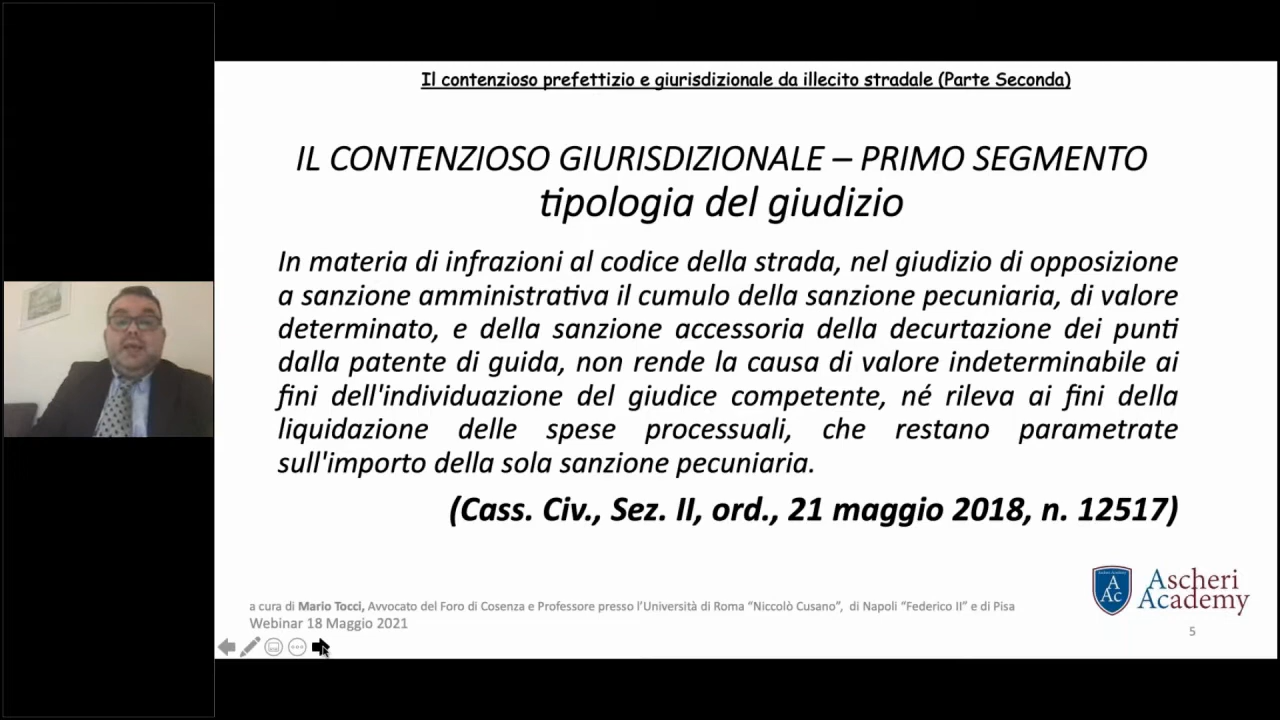 Il contenzioso prefettizio e giurisdizionale da illecito stradale (Parte Seconda)
IL CONTENZIOSO GIURISDIZIONALE – PRIMO SEGMENTO
tipologia del giudizio
In materia di infrazioni al codice della strada, nel giudizio di opposizione
a sanzione amministrativa il cumulo della sanzione pecuniaria, di valore
determinato, e della sanzione accessoria della decurtazione dei punti
dalla patente di guida, non rende la causa di valore indeterminabile ai
fini dell'individuazione del giudice competente, né rileva ai fini della
liquidazione delle spese processuali, che restano parametrate
sull'importo della sola sanzione pecuniaria.
(Cass. Civ., Sez. II, ord., 21 maggio 2018, n. 12517)
A
Ac
Ascheri
Academy
a cura di Mario Tocci, Avvocato del Foro di Cosenza e Professore presso l'Università di Roma “Niccolò Cusano”, di Napoli “Federico II” e di Pisa
Webinar 18 Maggio 2021
5